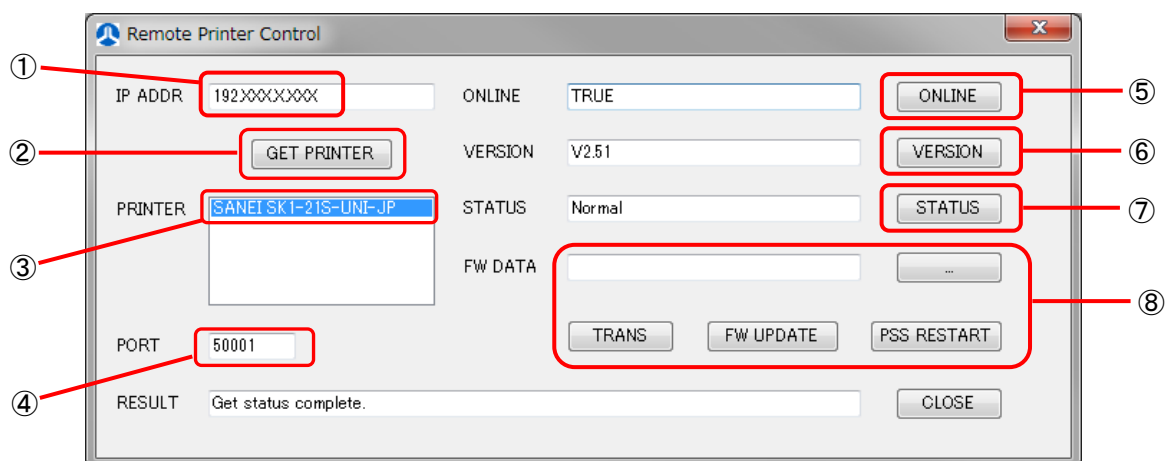 Remote Printer Control
x
① IP ADDR 192.XXX.X.XXX ONLINE TRUE ONLINE ⑤
② GET PRINTER VERSION V2.51 VERSION ⑥
PRINTER SANEI SK1-21S-UNI-JP STATUS Normal STATUS ⑦
③ FW DATA ...
⑧
PORT 50001 TRANS FW UPDATE PSS RESTART
④ RESULT Get status complete. CLOSE